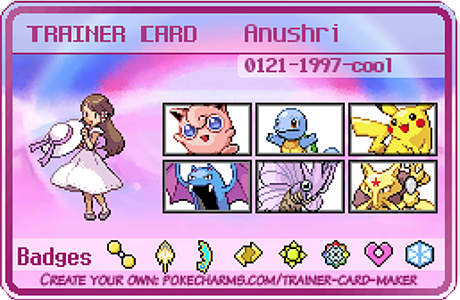 TRAINER CARD Anushri
0121-1997-cool
Badges
CREATE YOUR OWN: POKECHARMS.COM/TRAINER-CARD-MAKER